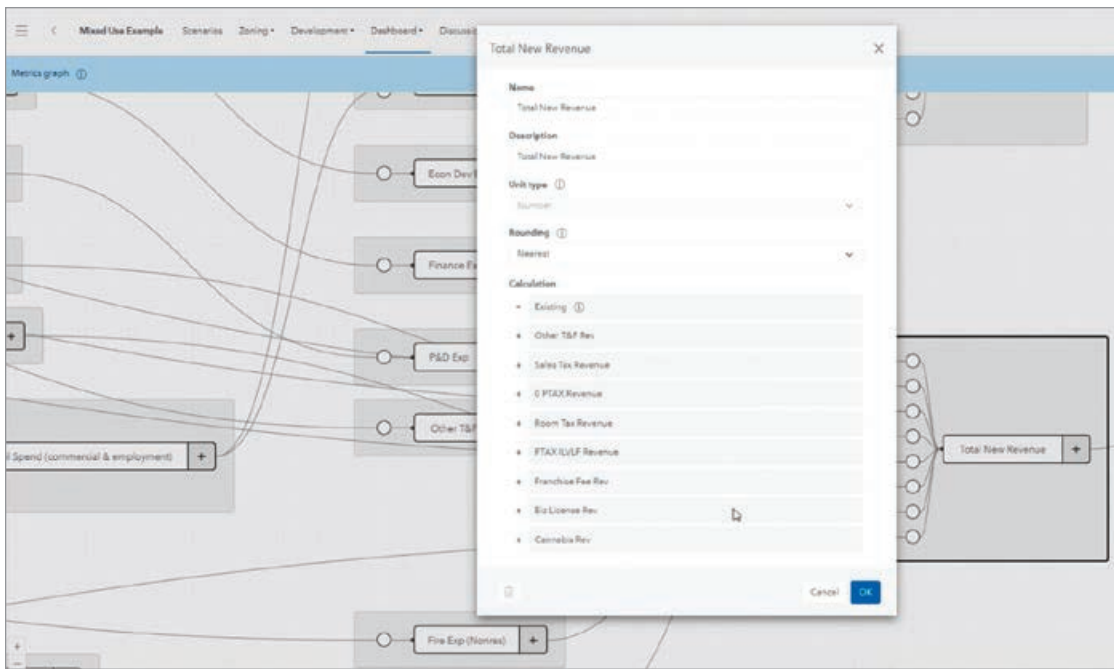 Mixed Use Example Scenarios Zoning Development Dashboard
Metrics graph
Total New Revenue
Name
Total New Revenue
Description
Total New Revenue
Unit type
Number
Rounding
Nearest
Calculation
Existing
+ Other T&F Rev
+ Sales Tax Revenue
+ 0 PTAX Revenue
+ Room Tax Revenue
+ PTAX ILVLF Revenue
+ Franchise Fee Rev
+ Biz License Rev
+ Cannabis Rev
Cancel OK
Econ Dev
Finance
P&D Exp
Other T&F
Spend (commercial & employment) +
Total New Revenue +
Fire Exp (Nonres) +